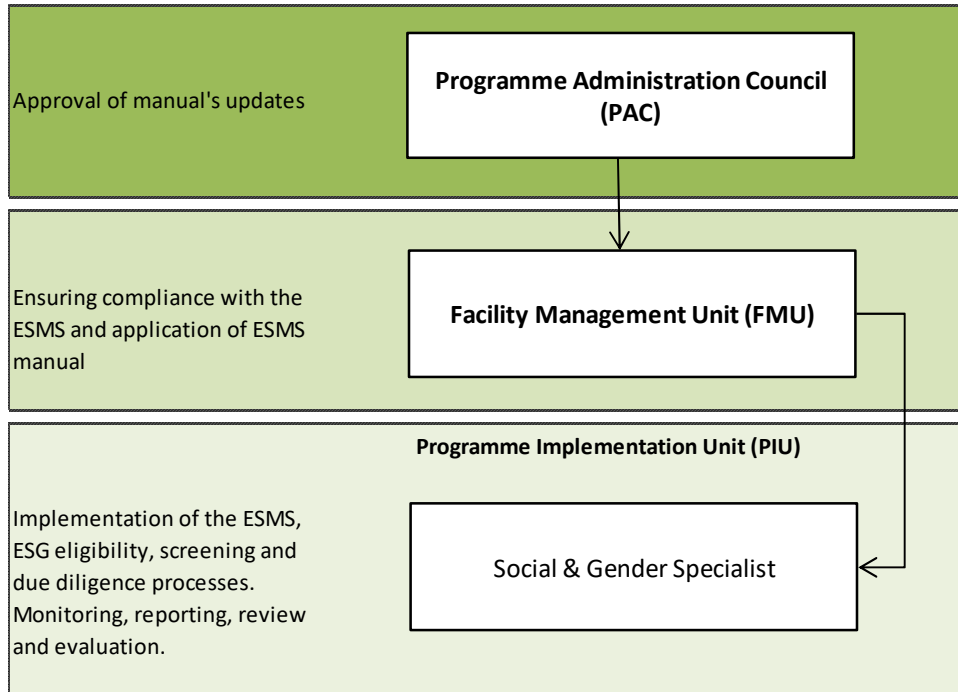 Approval of manual's updates
Programme Administration Council
(PAC)
Ensuring compliance with the
ESMS and application of ESMS
manual
Facility Management Unit (FMU)
Programme Implementation Unit (PIU)
Implementation of the ESMS,
ESG eligibility, screening and
due diligence processes.
Monitoring, reporting, review
and evaluation.
Social & Gender Specialist